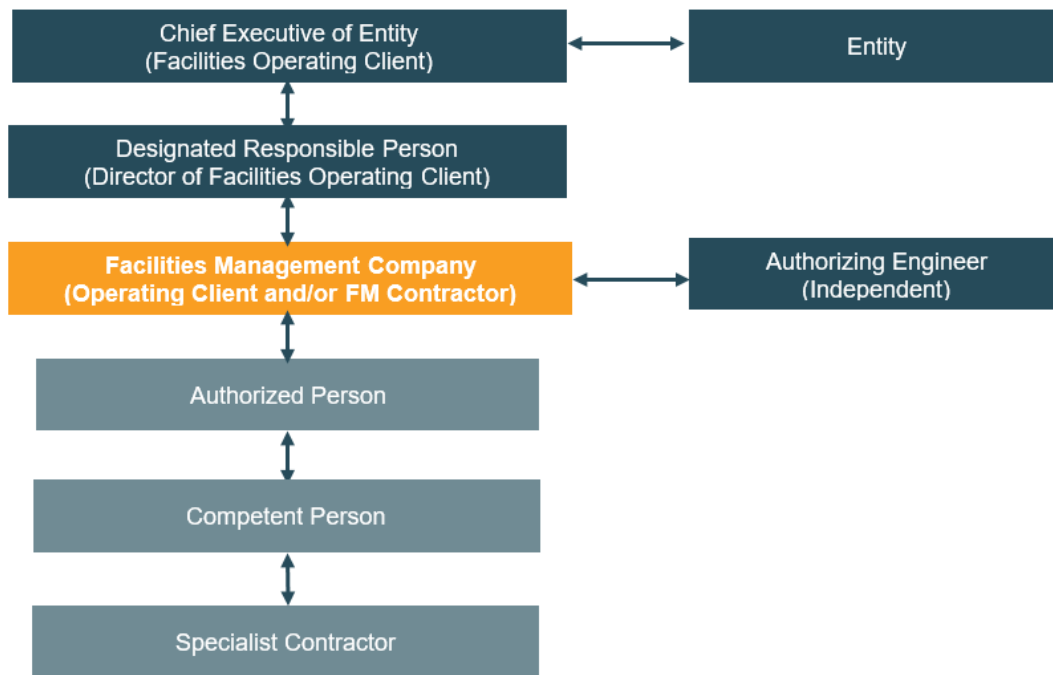 Chief Executive of Entity
(Facilities Operating Client)
Entity
Designated Responsible Person
(Director of Facilities Operating Client)
Facilities Management Company
(Operating Client and/or FM Contractor)
Authorizing Engineer
(Independent)
Authorized Person
Competent Person
Specialist Contractor